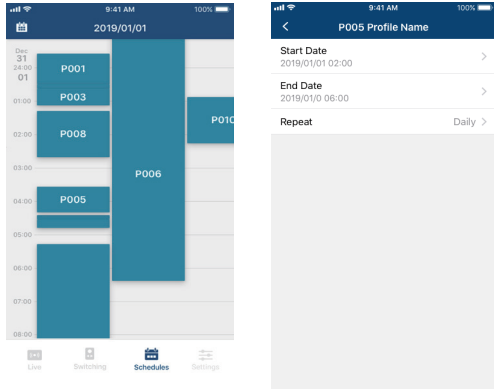 9:41 AM
100%
2019/01/01
Dec
31
24:00
01
01:00
02:00
03:00
04:00
05:00
06:00
07:00
08:00
P001
P003
P008
P005
P006
P010
Live
Switching
Schedules
Settings
9:41 AM
100%
P005 Profile Name
Start Date
2019/01/01 02:00
End Date
2019/01/0 06:00
Repeat Daily